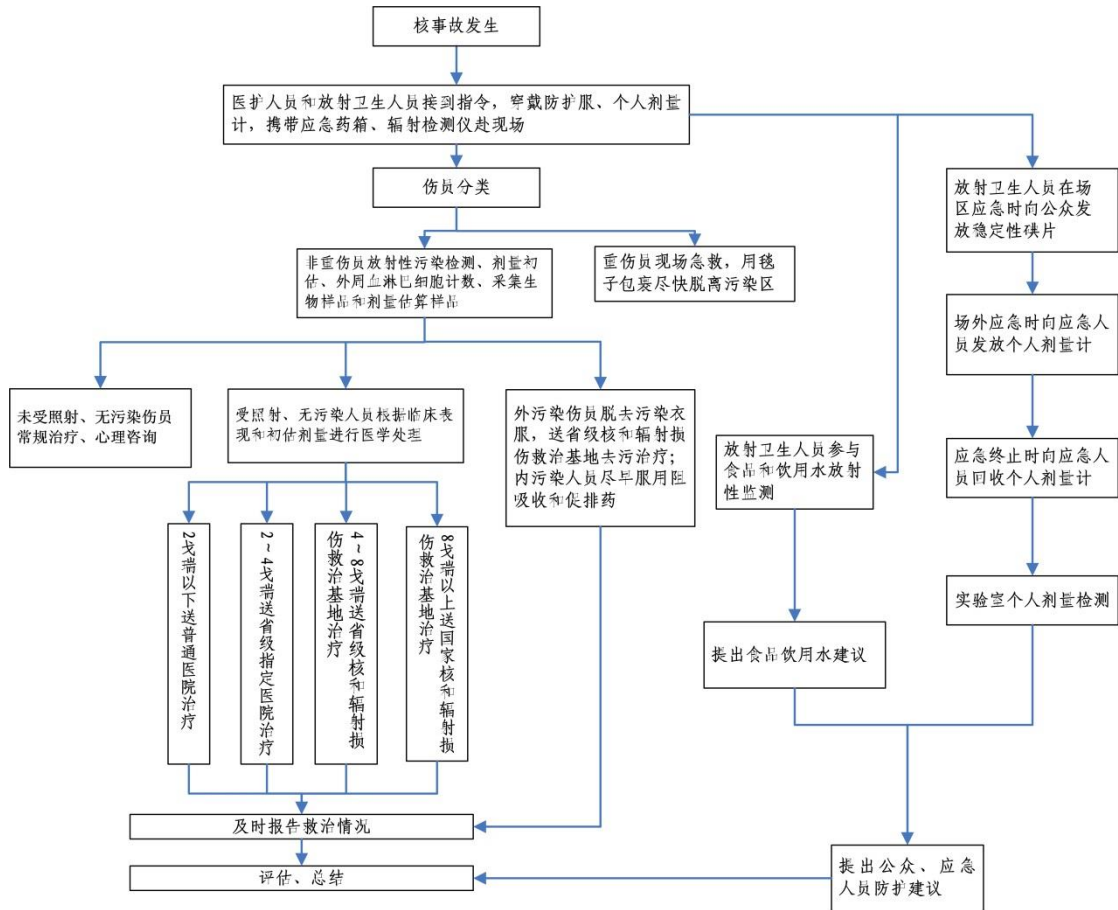 核事故发生
医护人员和放射卫生人员接到指令，穿戴防护服、个人剂量
计，携带应急药箱、辐射检测仪赴现场
伤员分类
放射卫生人员在场
区应急时向公众发
放稳定性碘片
非重伤员放射性污染检测、剂量初
估、外周血淋巴细胞计数、采集生
物样品和剂量估算样品
重伤员现场急救，用毯
子包裹尽快脱离污染区
场外应急时向应急人
员发放个人剂量计
未受照射、无污染伤员
常规治疗、心理咨询
受照射、无污染人员根据临床表
现和初估剂量进行医学处理
外污染伤员脱去污染衣
服，送省级核和辐射损
伤救治基地去污治疗；
内污染人员尽早服用阻
吸收和促排药
放射卫生人员参与
食品和饮用水放射
性监测
应急终止时向应急人
员回收个人剂量计
2戈瑞以下送普通医院治疗
2～4戈瑞送省级指定医院治疗
4～8戈瑞送省级核和辐射损
伤救治基地治疗
8戈瑞以上送国家核和辐射损
伤救治基地治疗
实验室个人剂量检测
提出食品饮用水建议
及时报告救治情况
评估、总结
提出公众、应急
人员防护建议